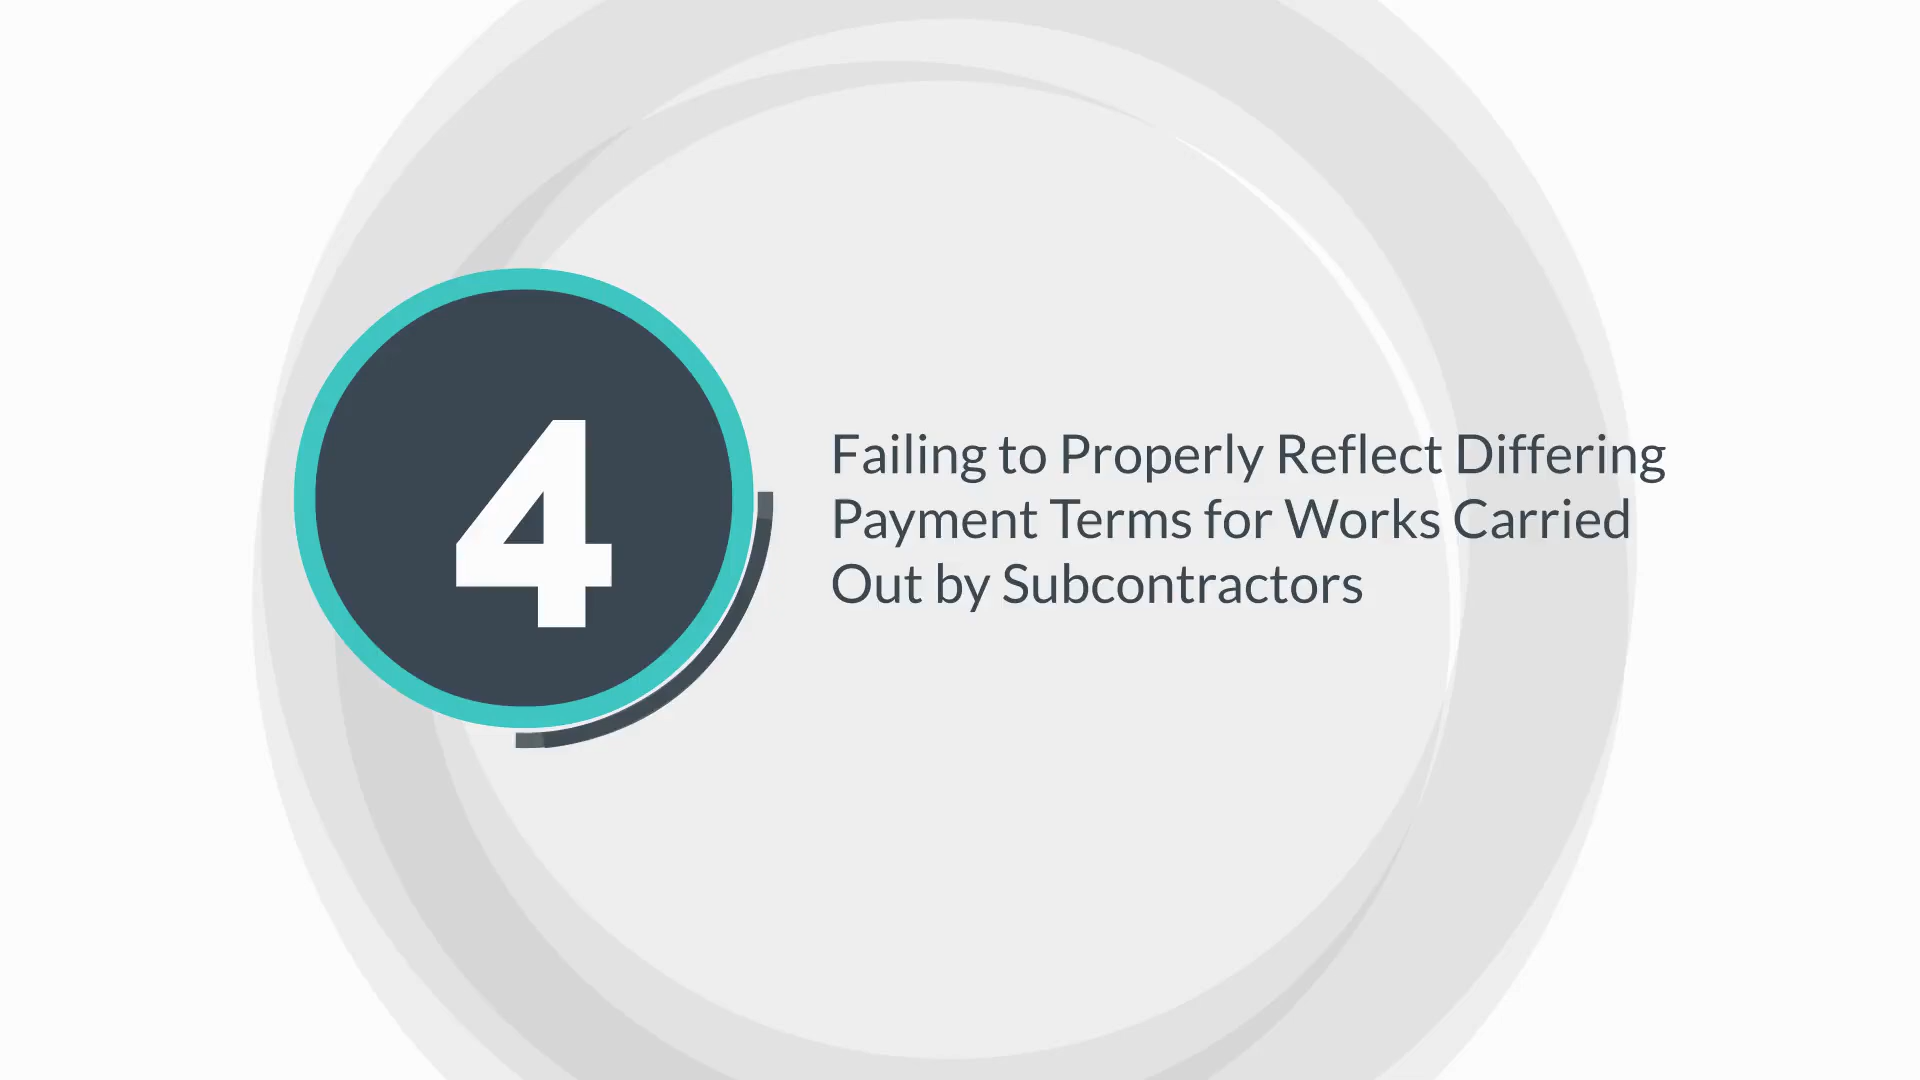 4
Failing to Properly Reflect Differing
Payment Terms for Works Carried
Out by Subcontractors